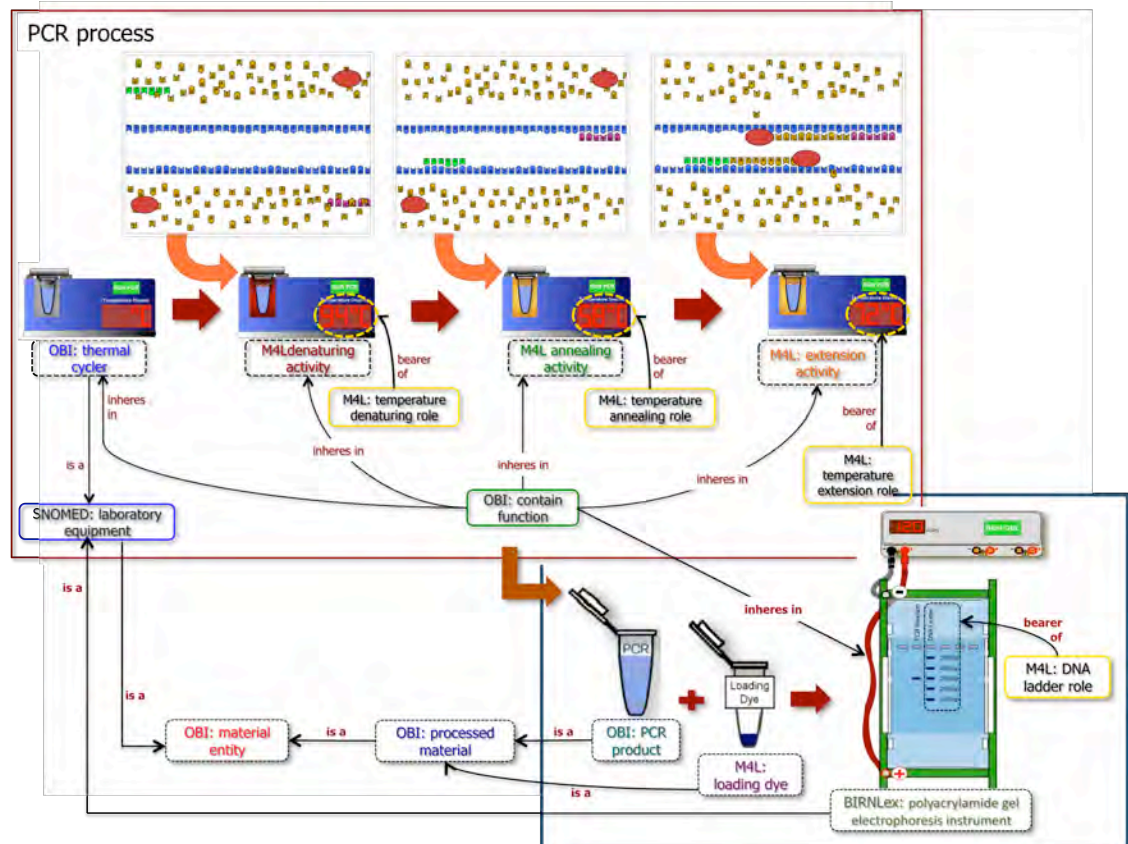 PCR process
OBI: thermal
cycler
M4Ldenaturing
activity
M4L annealing
activity
M4L: extension
activity
inheres
in
bearer
of
bearer
of
bearer
of
M4L: temperature
denaturing role
M4L: temperature
annealing role
M4L:
temperature
extension role
is a
inheres in
inheres in
inheres in
SNOMED: laboratory
equipment
OBI: contain
function
is a
inheres in
bearer
of
PCR
Loading
Dye
DNA Ladder
M4L: DNA
ladder role
is a
OBI: material
entity
is a
OBI: processed
material
is a
OBI: PCR
product
M4L:
loading dye
is a
BIRNLex: polyacrylamide gel
electrophoresis instrument